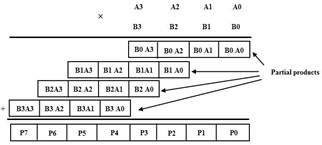 A3 A2 A1 A0
× B3 B2 B1 B0
B0 A3 B0 A2 B0 A1 B0 A0
B1A3 B1 A2 B1A1 B1 A0 Partial products
B2A3 B2 A2 B2A1 B2 A0
+ B3A3 B3 A2 B3A1 B3 A0
P7 P6 P5 P4 P3 P2 P1 P0